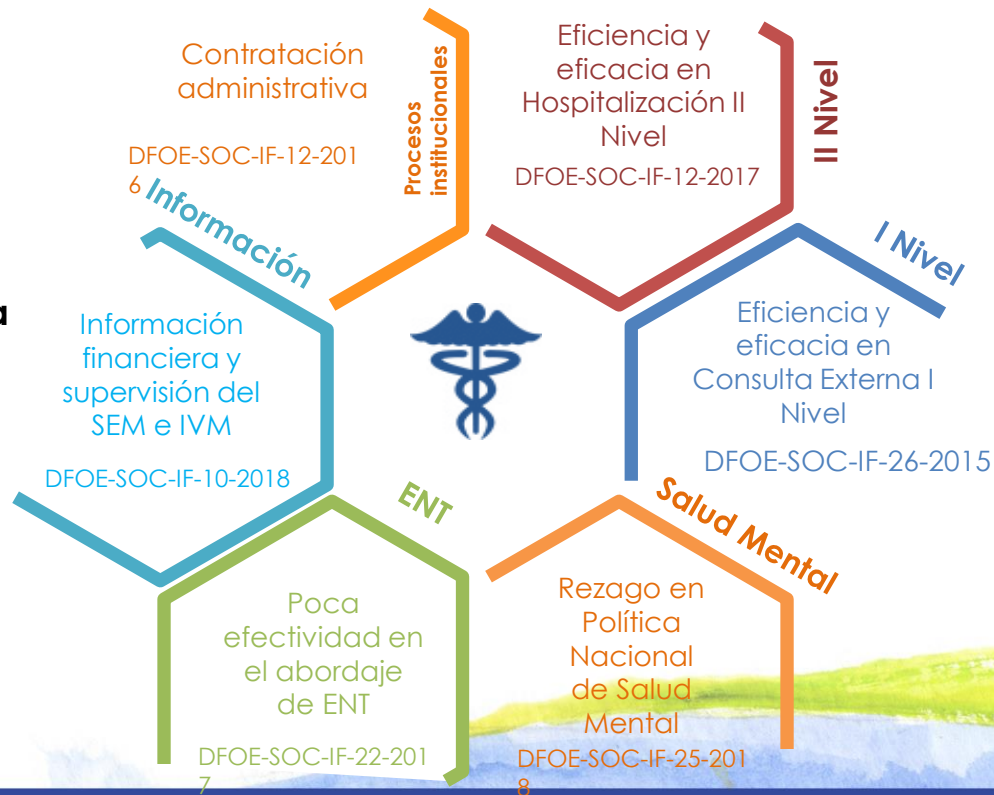 Contratación
administrativa
DFOE-SOC-IF-12-201
6
Procesos
institucionales
Eficiencia y
eficacia en
Hospitalización II
Nivel
DFOE-SOC-IF-12-2017
II Nivel
Información
a
Información
financiera y
supervisión del
SEM e IVM
DFOE-SOC-IF-10-2018
I Nivel
Eficiencia y
eficacia en
Consulta Externa I
Nivel
DFOE-SOC-IF-26-2015
ENT
Poca
efectividad en
el abordaje
de ENT
DFOE-SOC-IF-22-201
7
Salud Mental
Rezago en
Política
Nacional
de Salud
Mental
DFOE-SOC-IF-25-201
8